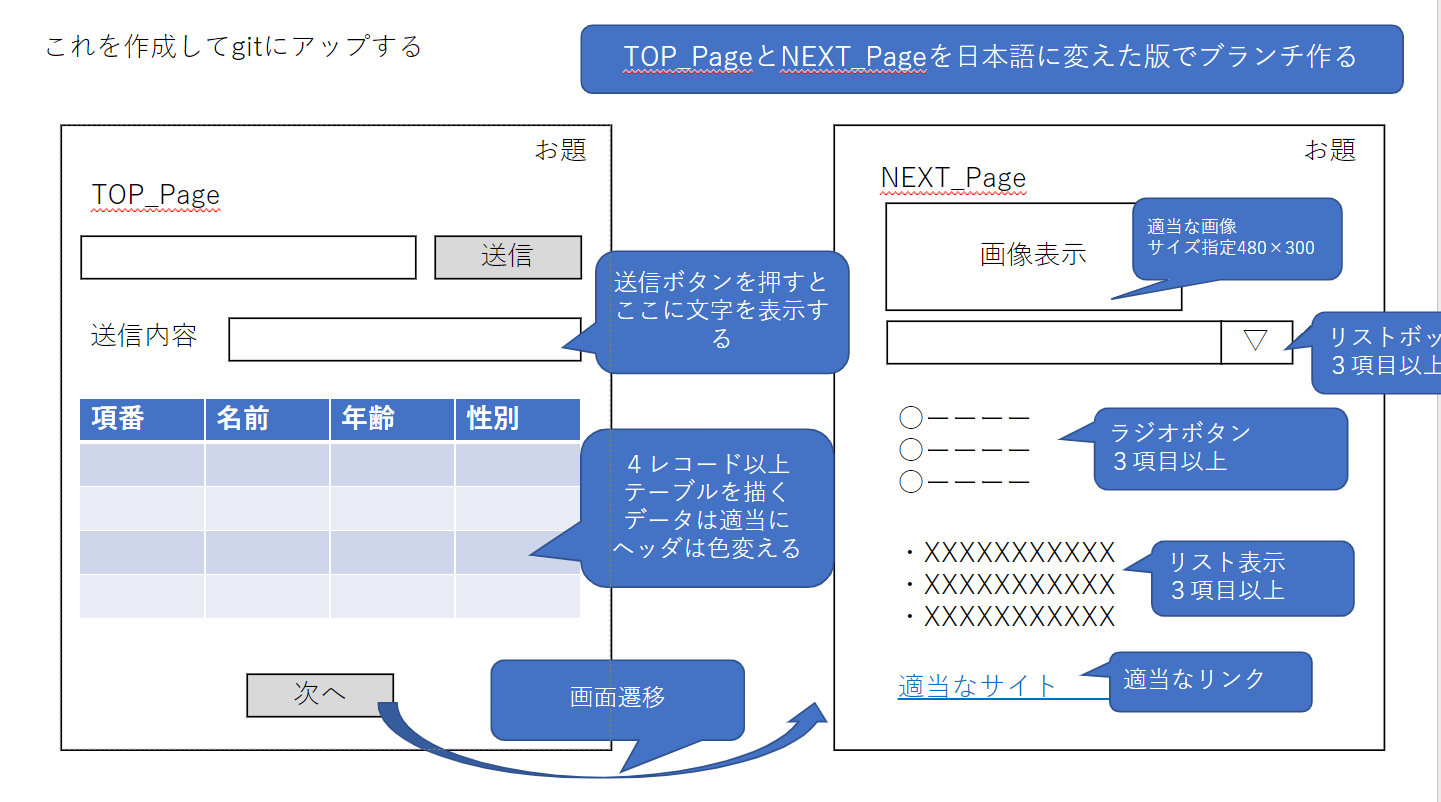 これを作成してgitにアップする
TOP_PageとNEXT_Pageを日本語に変えた版でブランチ作る
お題
TOP_Page
送信
送信内容
送信ボタンを押すと
ここに文字を表示す
る
項番 名前 年齢 性別
４レコード以上
テーブルを描く
データは適当に
ヘッダは色変える
次へ
画面遷移
お題
NEXT_Page
画像表示
適当な画像
サイズ指定480×300
▽
リストボッ
３項目以上
〇ーーーー
〇ーーーー
〇ーーーー
ラジオボタン
３項目以上
・XXXXXXXXXXX
・XXXXXXXXXXX
・XXXXXXXXXXX
リスト表示
３項目以上
適当なサイト
適当なリンク